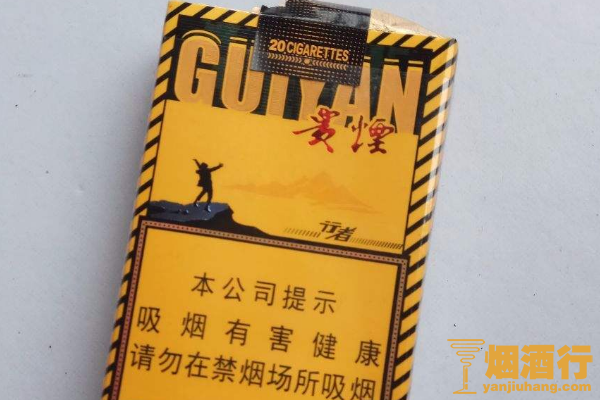 20 CIGARETTES
GUIYAN
贵煙
行者
本公司提示
吸烟有害健康
请勿在禁烟场所吸烟
烟酒行
yanjiuhang.com